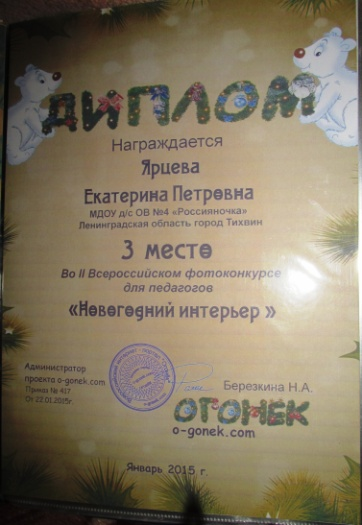 ДИПЛОМ
Награждается
Ярцева
Екатерина Петровна
МДОУ д/с ОВ №4 «Россияночка»
Ленинградская область город Тихвин
3 место
Во II Всероссийском фотоконкурсе
для педагогов
«Новогодний интерьер »
Администратор
проекта o-gonek.com
Приказ № 417
От 22.01.2015г.
Березкина Н.А.
ОГОНЁК
o-gonek.com
Январь 2015 г.